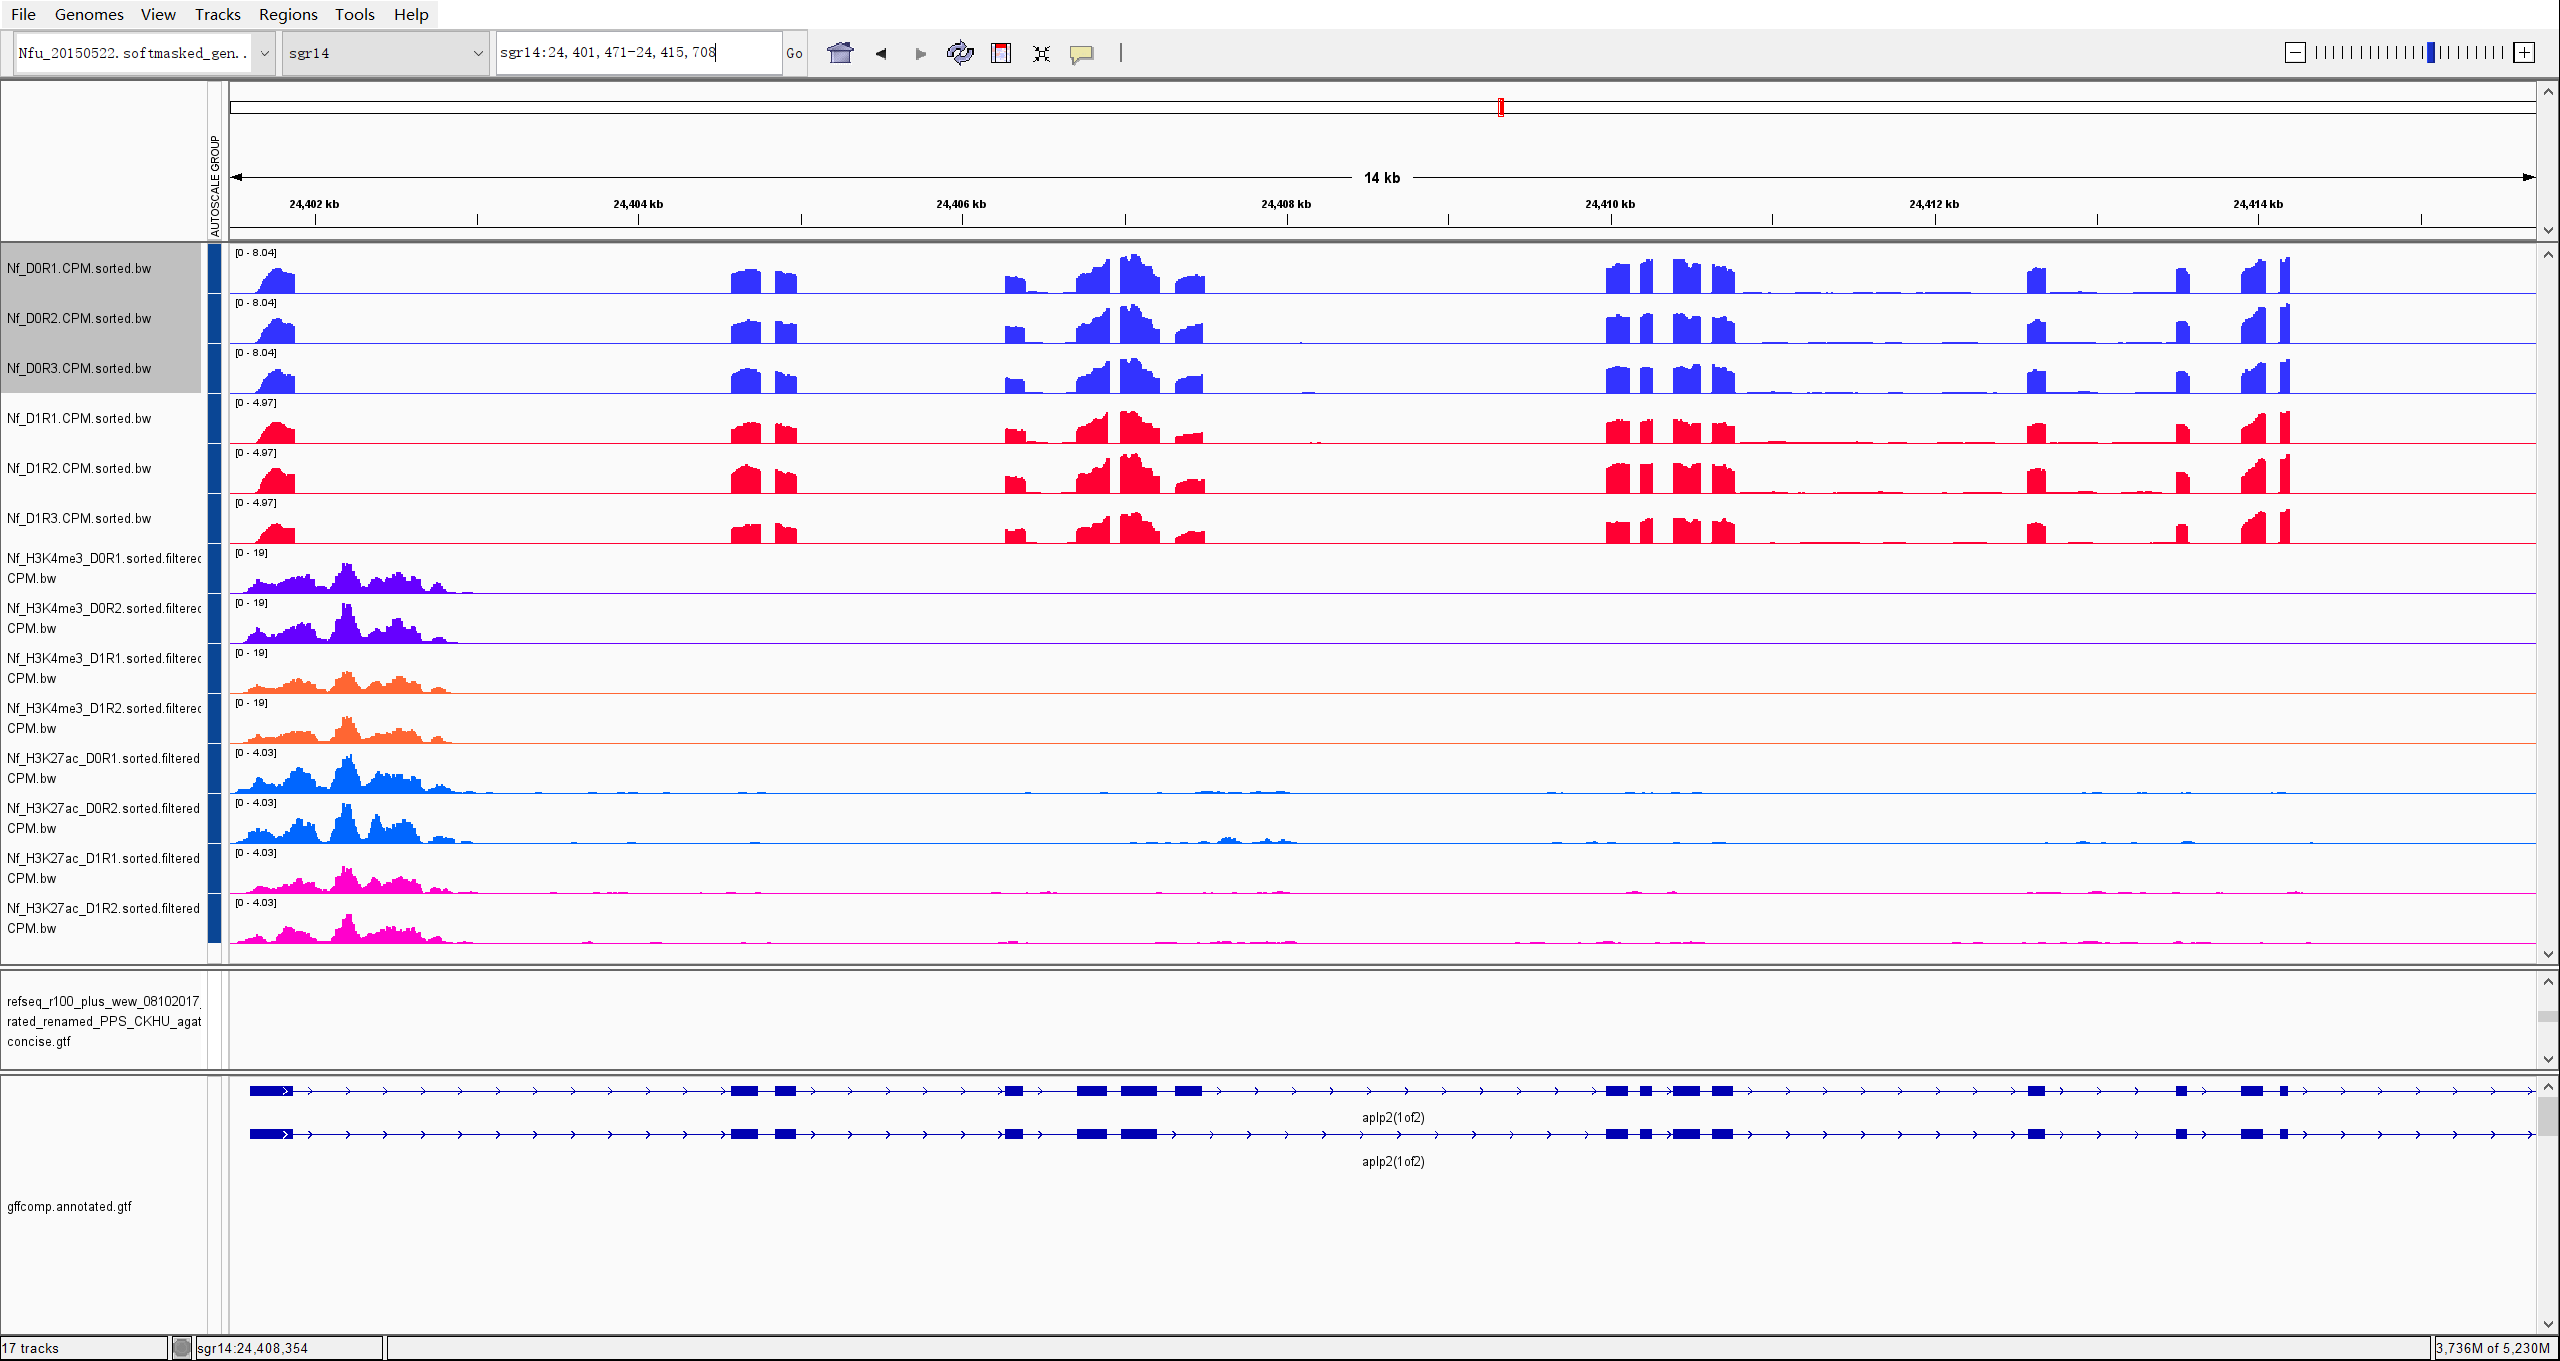 File Genomes View Tracks Regions Tools Help
Nfu_20150522.softmasked_gen.. sgr14 sgr14:24,401,471-24,415,708 Go
AUTOSCALE GROUP
14 kb
24,402 kb 24,404 kb 24,406 kb 24,408 kb 24,410 kb 24,412 kb 24,414 kb
[0 - 8.04]
Nf_D0R1.CPM.sorted.bw
[0 - 8.04]
Nf_D0R2.CPM.sorted.bw
[0 - 8.04]
Nf_D0R3.CPM.sorted.bw
[0 - 4.97]
Nf_D1R1.CPM.sorted.bw
[0 - 4.97]
Nf_D1R2.CPM.sorted.bw
[0 - 4.97]
Nf_D1R3.CPM.sorted.bw
[0 - 19]
Nf_H3K4me3_D0R1.sorted.filtered
CPM.bw
[0 - 19]
Nf_H3K4me3_D0R2.sorted.filtered
CPM.bw
[0 - 19]
Nf_H3K4me3_D1R1.sorted.filtered
CPM.bw
[0 - 19]
Nf_H3K4me3_D1R2.sorted.filtered
CPM.bw
[0 - 4.03]
Nf_H3K27ac_D0R1.sorted.filtered
CPM.bw
[0 - 4.03]
Nf_H3K27ac_D0R2.sorted.filtered
CPM.bw
[0 - 4.03]
Nf_H3K27ac_D1R1.sorted.filtered
CPM.bw
[0 - 4.03]
Nf_H3K27ac_D1R2.sorted.filtered
CPM.bw
refseq_r100_plus_wew_08102017_
rated_renamed_PPS_CKHU_agat
concise.gtf
aplp2(1of2)
aplp2(1of2)
gffcomp.annotated.gtf
17 tracks sgr14:24,408,354 3,736M of 5,230M